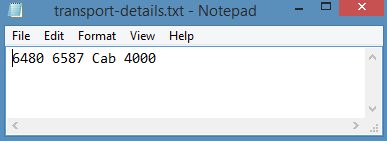 transport-details.txt - Notepad
File Edit Format View Help
6480 6587 Cab 4000